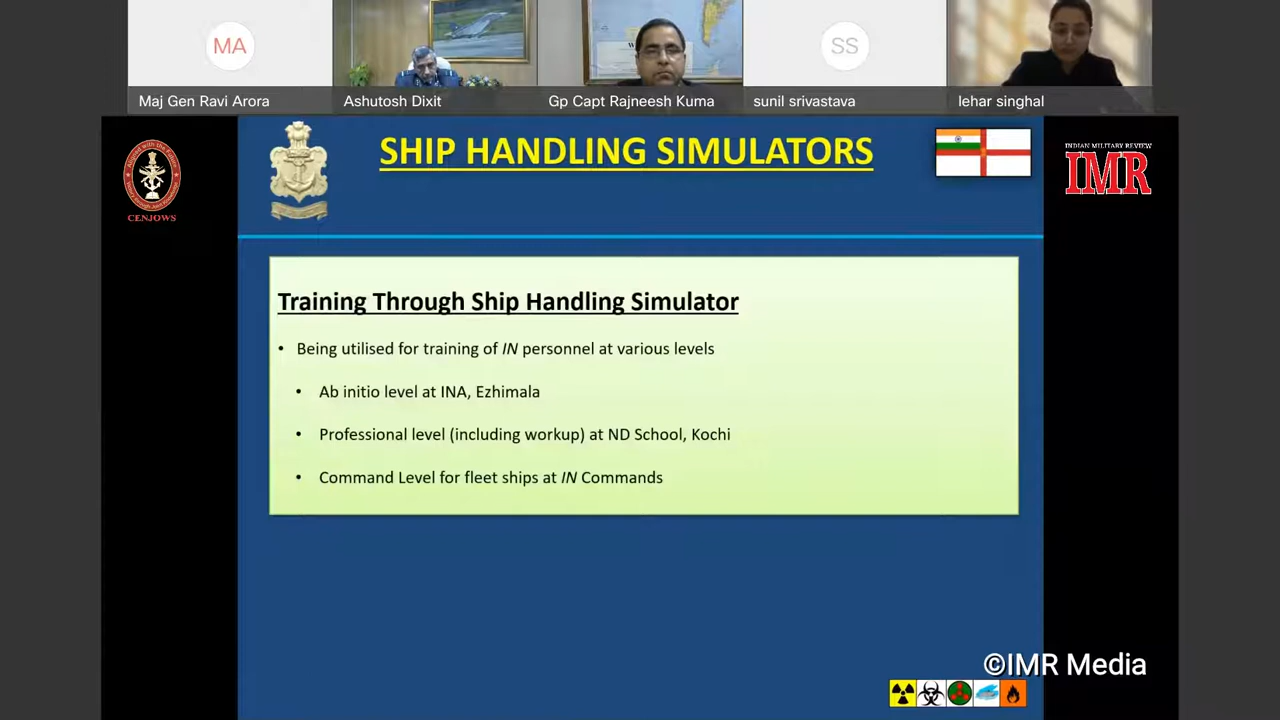 MA
SS
Maj Gen Ravi Arora
Ashutosh Dixit
Gp Capt Rajneesh Kuma
sunil srivastava
lehar singhal
SHIP HANDLING SIMULATORS
CENJOWS
INDIAN MILITARY REVIEW
IMR
Training Through Ship Handling Simulator
• Being utilised for training of IN personnel at various levels
• Ab initio level at INA, Ezhimala
• Professional level (including workup) at ND School, Kochi
• Command Level for fleet ships at IN Commands
©IMR Media